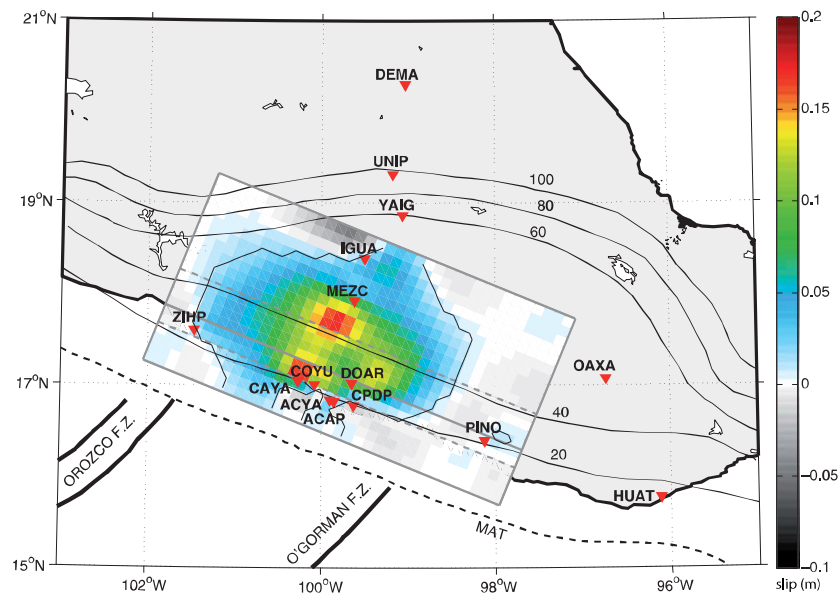 21°N
0.2
DEMA
0.15
UNIP
100
19°N
80
0.1
YAIG
60
IGUA
MEZC
0.05
ZIHP
OAXA
17°N
COYU
DOAR
0
CAYA
CPDP
40
ACYA
ACAP
PINO
20
OROZCO F.Z.
−0.05
HUAT
O'GORMAN F.Z.
MAT
15°N
−0.1
102°W
100°W
98°W
96°W
slip (m)